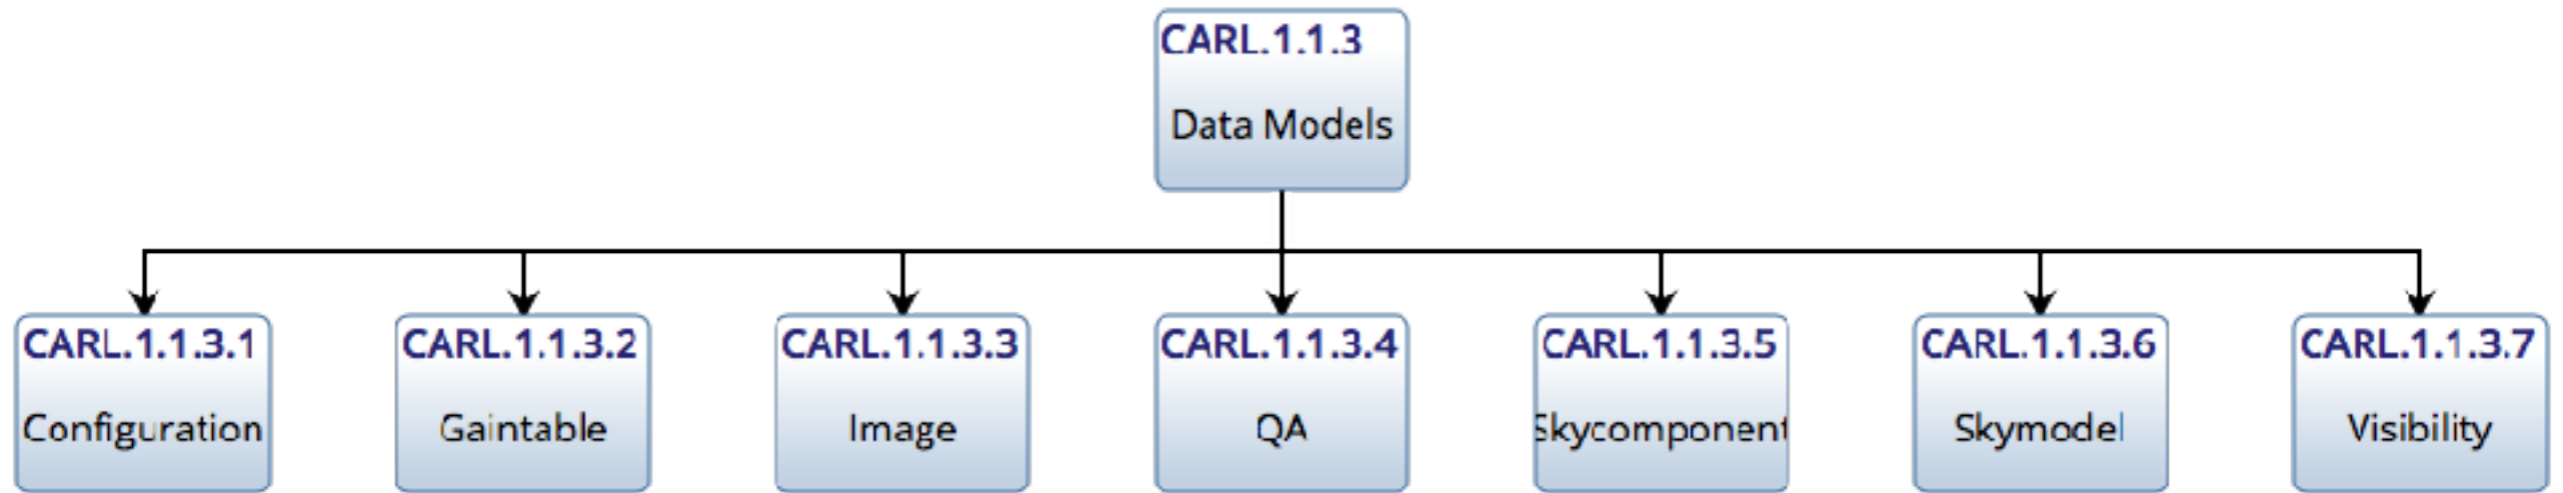 CARL.1.1.3
Data Models
CARL.1.1.3.1
Configuration
CARL.1.1.3.2
Gaintable
CARL.1.1.3.3
Image
CARL.1.1.3.4
QA
CARL.1.1.3.5
Skycomponent
CARL.1.1.3.6
Skymodel
CARL.1.1.3.7
Visibility